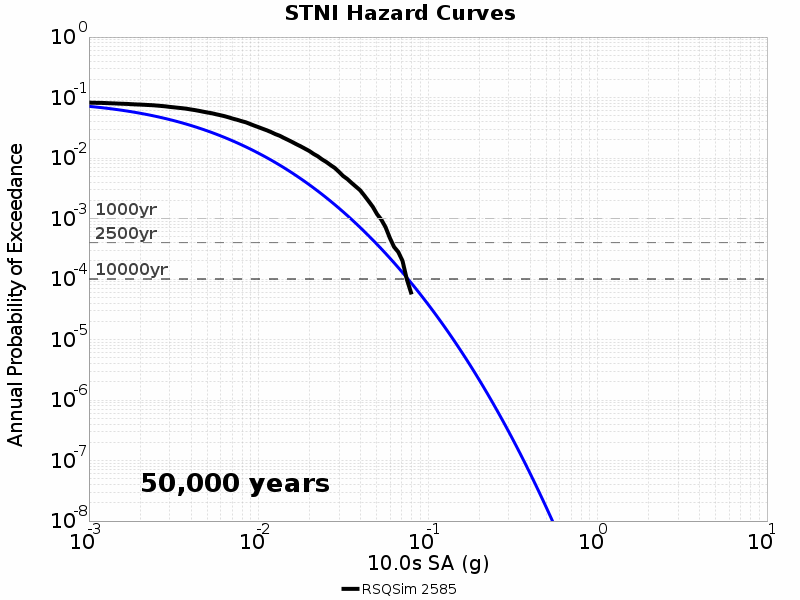 STNI Hazard Curves
Annual Probability of Exceedance
10^0
10^-1
10^-2
10^-3
10^-4
10^-5
10^-6
10^-7
10^-8
1000yr
2500yr
10000yr
50,000 years
10^-3 10^-2 10^-1 10^0 10^1
10.0s SA (g)
RSQSim 2585